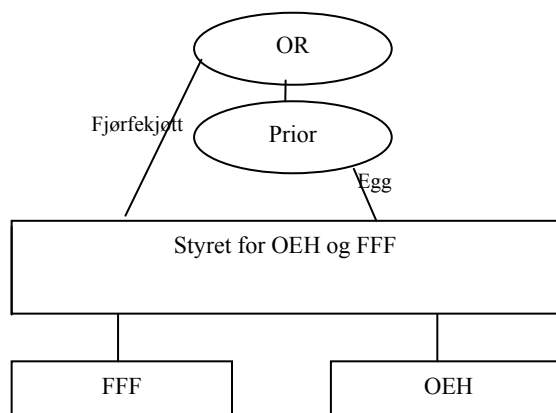 OR
Fjørfekjøtt
Prior
Egg
Styret for OEH og FFF
FFF
OEH